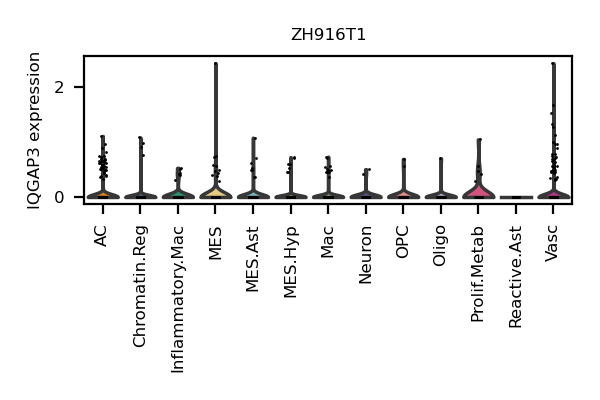 ZH916T1
IQGAP3 expression
2
0
AC
Chromatin.Reg
Inflammatory.Mac
MES
MES.Ast
MES.Hyp
Mac
Neuron
OPC
Oligo
Prolif.Metab
Reactive.Ast
Vasc